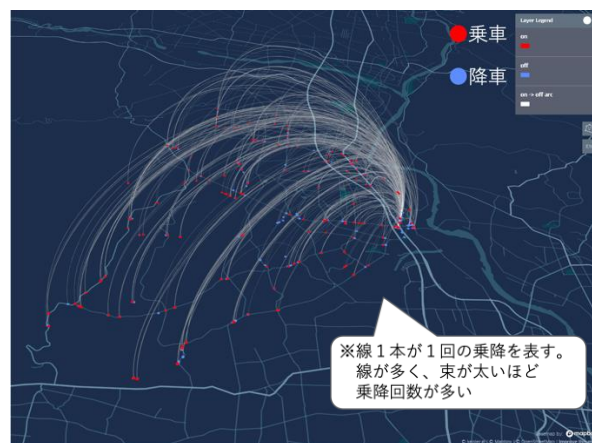 乗車
降車
Layer Legend
on
off
on → off arc
※線１本が１回の乗降を表す。
線が多く、束が太いほど
乗降回数が多い
mapbox